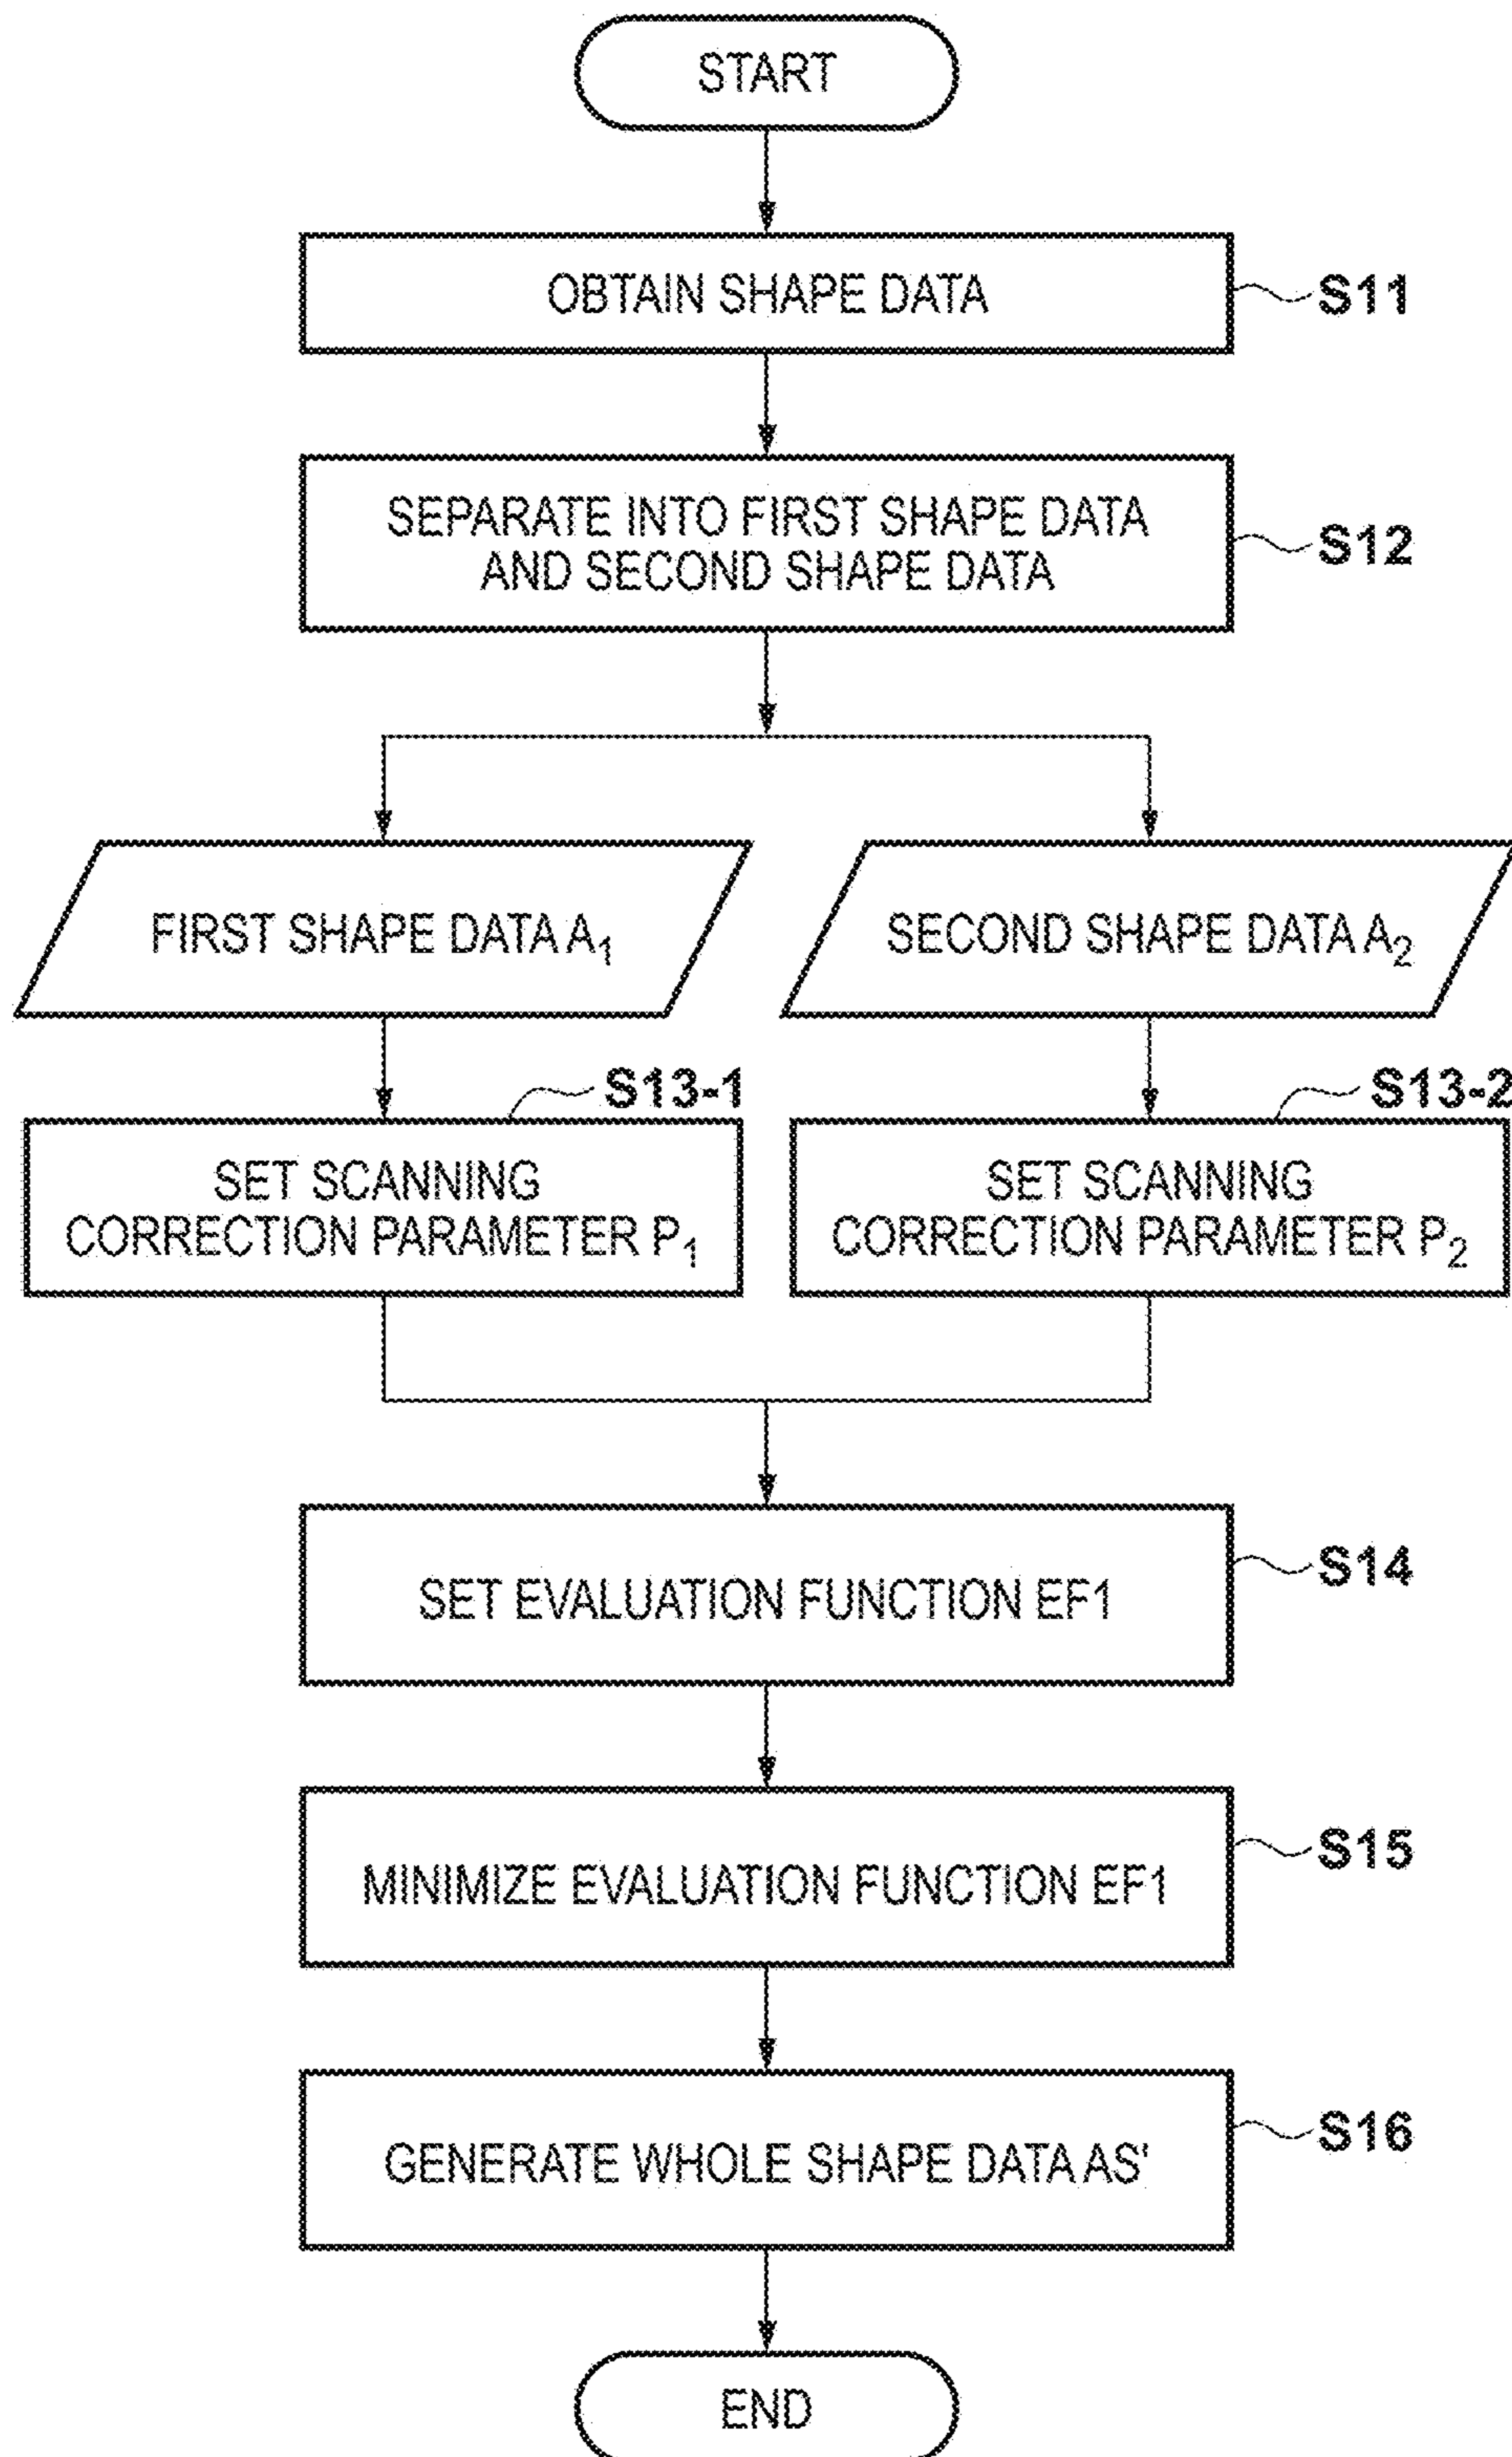 START
OBTAIN SHAPE DATA
S11
SEPARATE INTO FIRST SHAPE DATA
AND SECOND SHAPE DATA
S12
FIRST SHAPE DATA A₁
SECOND SHAPE DATA A₂
S13-1
SET SCANNING
CORRECTION PARAMETER P₁
S13-2
SET SCANNING
CORRECTION PARAMETER P₂
SET EVALUATION FUNCTION EF1
S14
MINIMIZE EVALUATION FUNCTION EF1
S15
GENERATE WHOLE SHAPE DATA AS'
S16
END